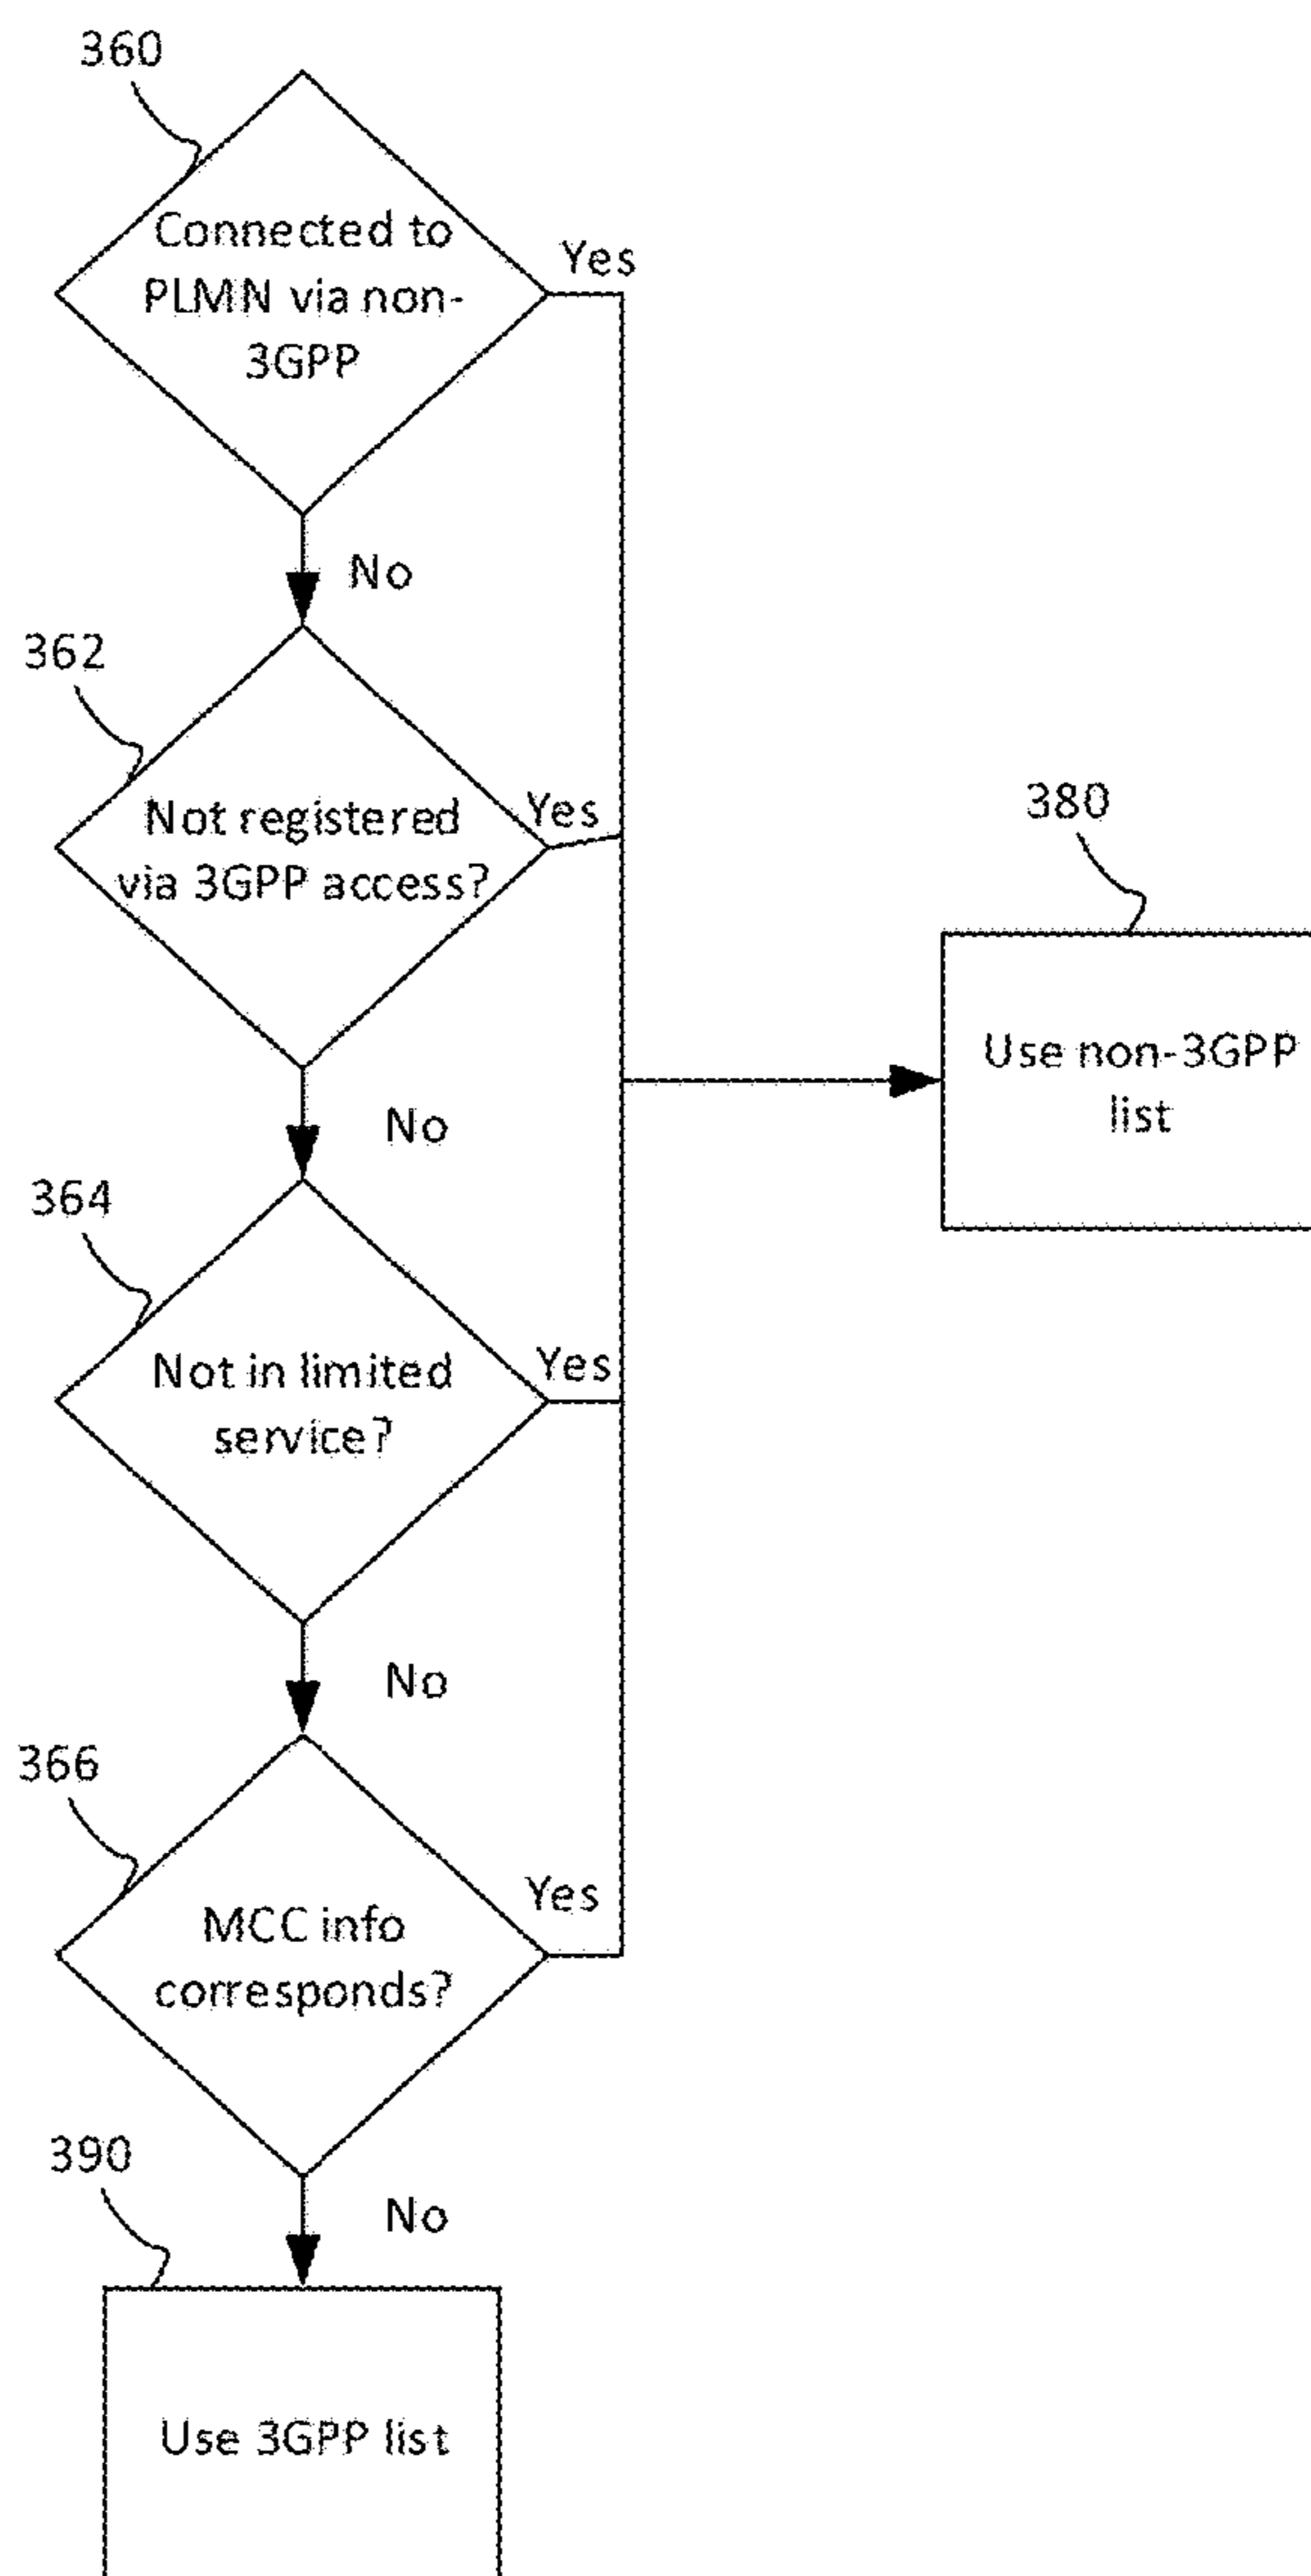 360
Connected to
PLMN via non-
3GPP
Yes
No
362
Not registered
via 3GPP access?
Yes
No
380
Use non-3GPP
list
364
Not in limited
service?
Yes
No
366
MCC info
corresponds?
Yes
No
390
Use 3GPP list